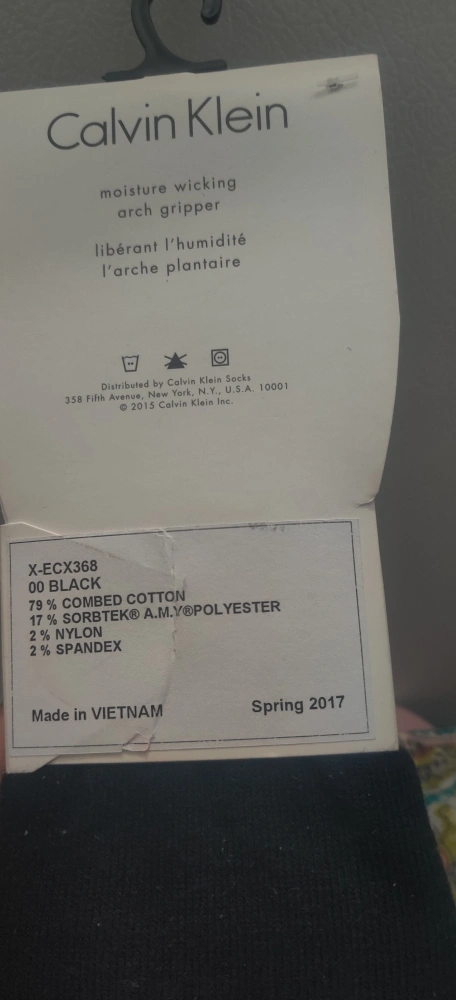 Calvin Klein
moisture wicking
arch gripper
libérant l'humidité
l'arche plantaire
Distributed by Calvin Klein Socks
358 Fifth Avenue, New York, N.Y., U.S.A. 10001
© 2015 Calvin Klein Inc.
X-ECX368
00 BLACK
79 % COMBED COTTON
17 % SORBTEK® A.M.Y®POLYESTER
2 % NYLON
2 % SPANDEX
Made in VIETNAM Spring 2017